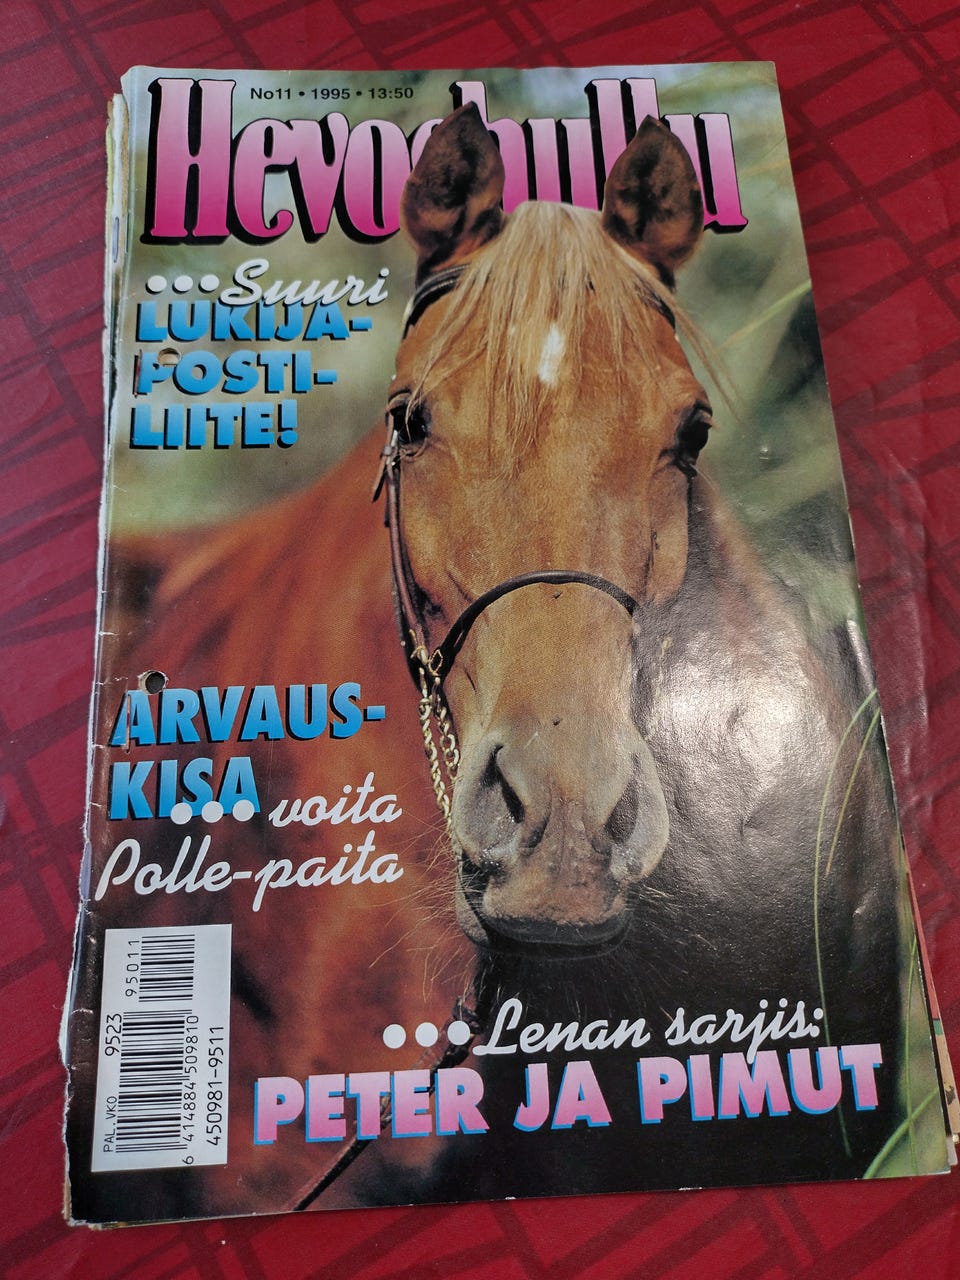 No11 • 1995 • 13:50
Hevoshullu
...Suuri
LUKIJA-
POSTI-
LIITE!
ARVAUS-
KISA
... voita
Polle-paita
...Lenan sarjis:
PETER JA PIMUT
PAL.VKO 9523
95011
6 414884 509810
450981-9511